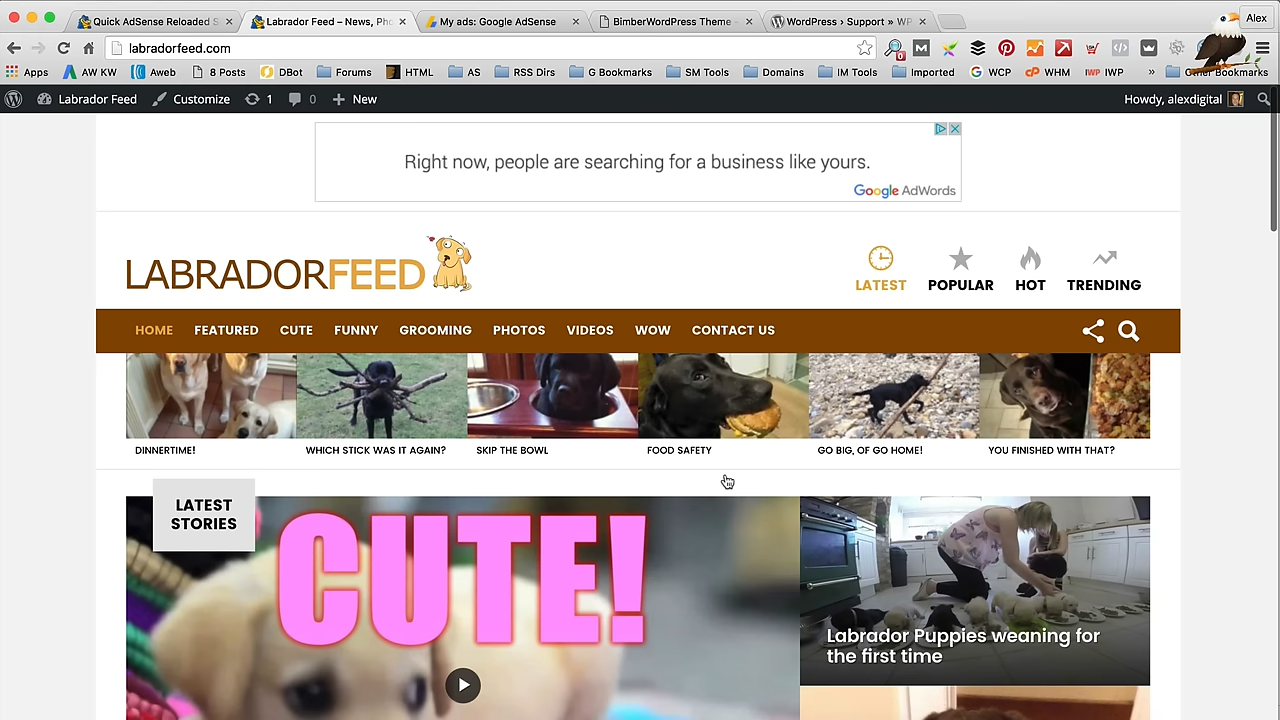 Quick AdSense Reloaded S
Labrador Feed – News, Pho
My ads: Google AdSense
BimberWordPress Theme
WordPress › Support » WP
Alex
labradorfeed.com
0
Apps
AW KW
Aweb
8 Posts
DBot
Forums
HTML
AS
RSS Dirs
G Bookmarks
SM Tools
Domains
IM Tools
Imported
WCP
WHM
IWP
IWP
»
Other Bookmarks
Labrador Feed
Customize
1
0
New
Howdy, alexdigital
Right now, people are searching for a business like yours.
Google AdWords
LABRADORFEED
LATEST
POPULAR
HOT
TRENDING
HOME
FEATURED
CUTE
FUNNY
GROOMING
PHOTOS
VIDEOS
WOW
CONTACT US
DINNERTIME!
WHICH STICK WAS IT AGAIN?
SKIP THE BOWL
FOOD SAFETY
GO BIG, OF GO HOME!
YOU FINISHED WITH THAT?
LATEST
STORIES
CUTE!
Labrador Puppies weaning for
the first time